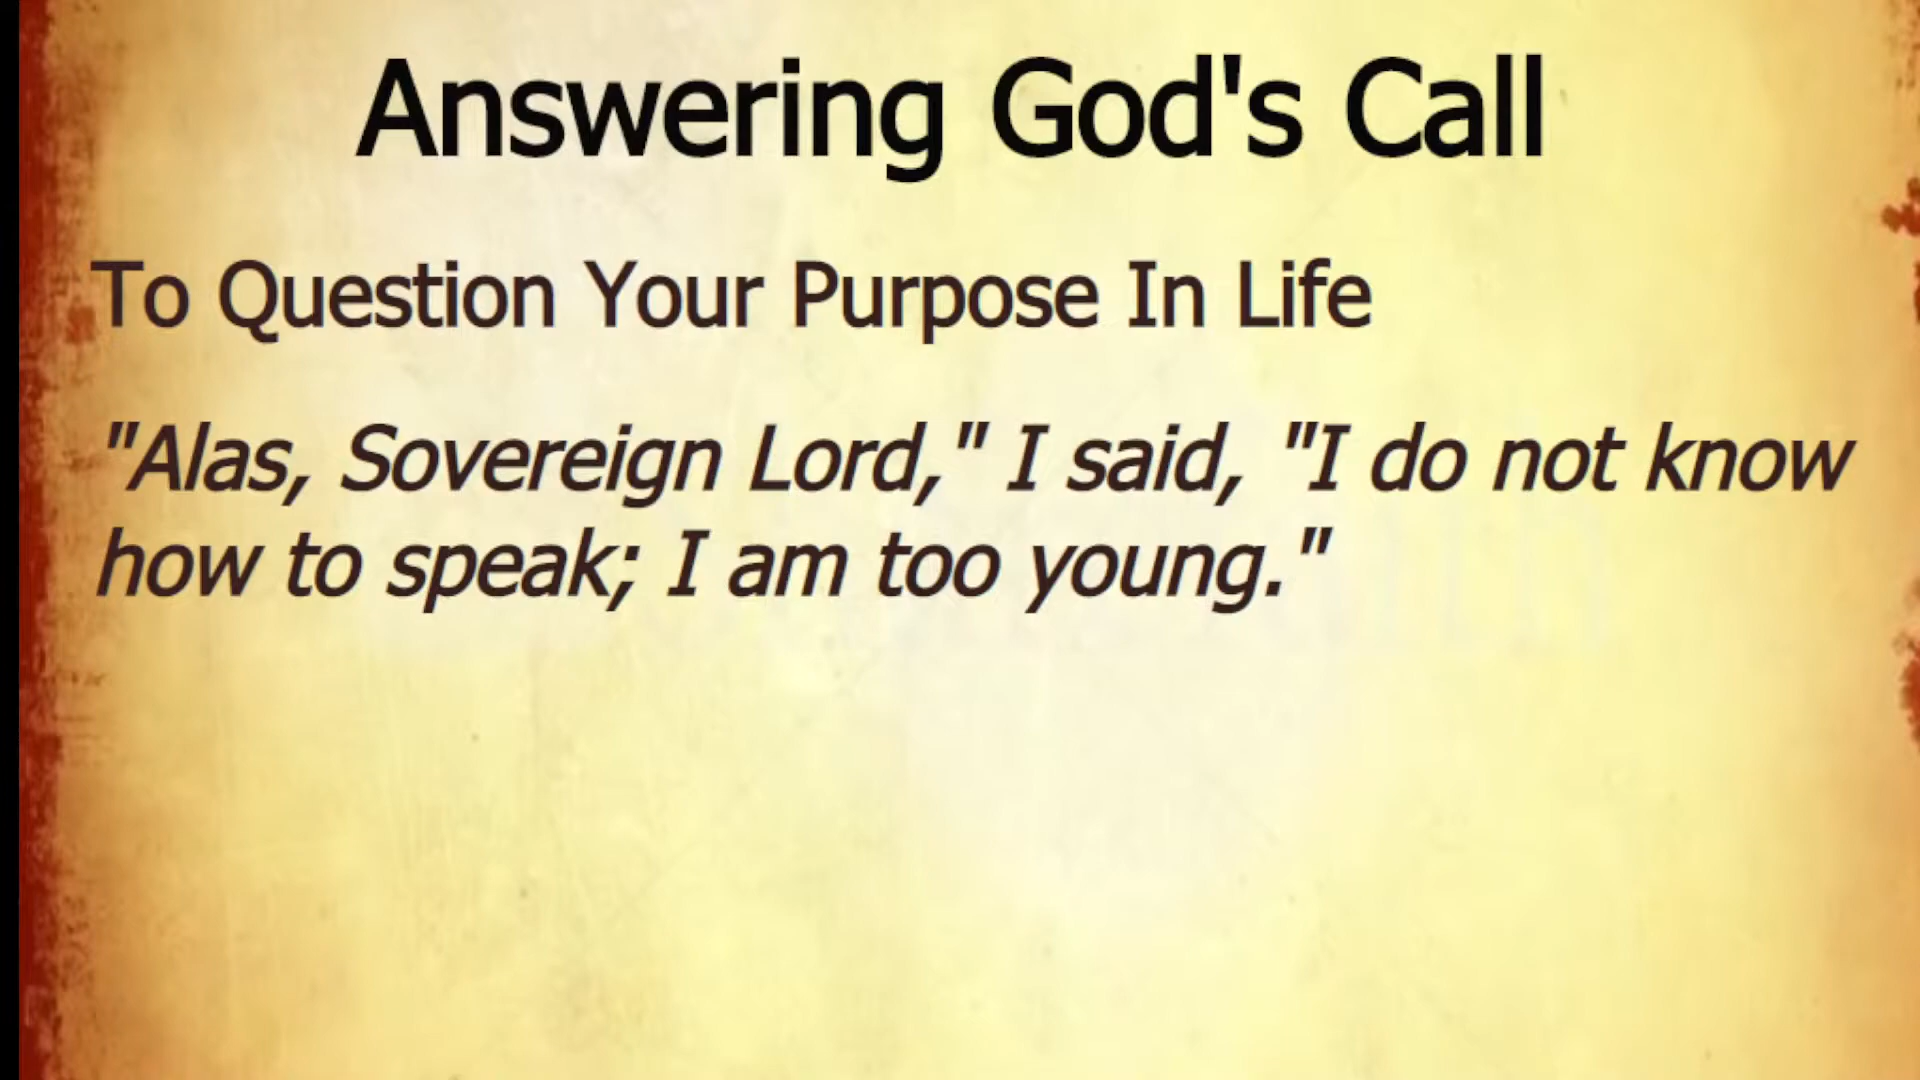 Answering God's Call
To Question Your Purpose In Life
"Alas, Sovereign Lord," I said, "I do not know
how to speak; I am too young."